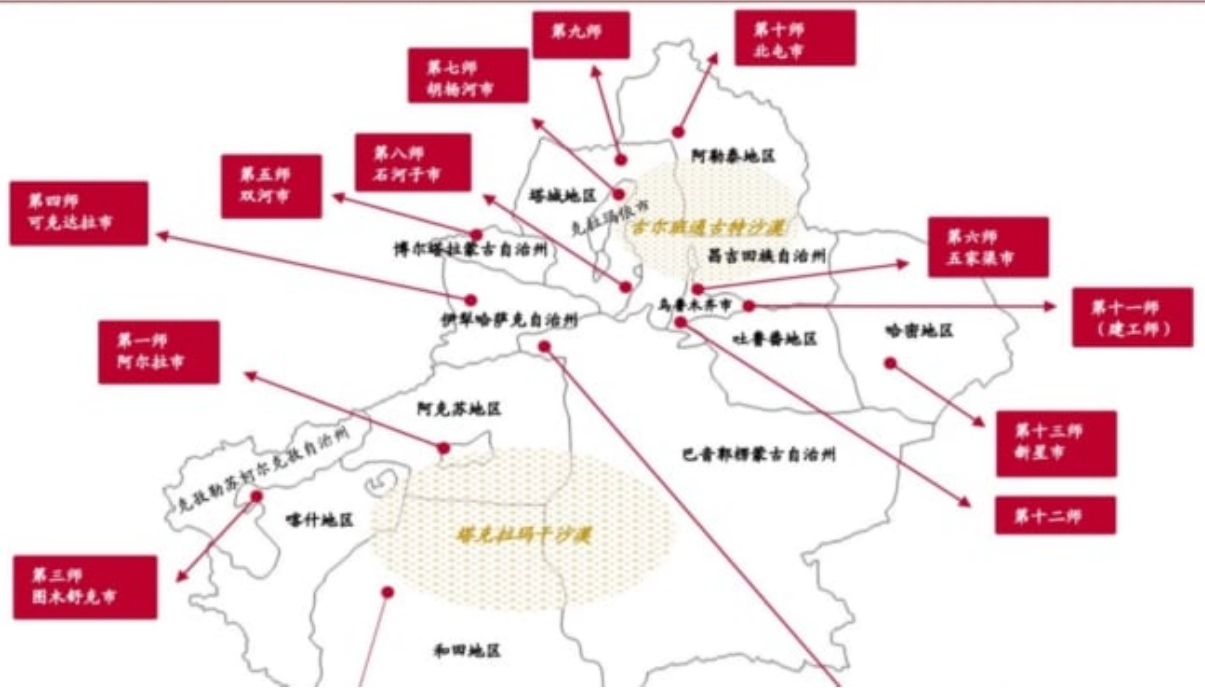 第九师
第十师
北屯市
第七师
胡杨河市
第八师
石河子市
阿勒泰地区
第五师
双河市
塔城地区
第四师
可克达拉市
克拉玛依市
古尔班通古特沙漠
第六师
五家渠市
博尔塔拉蒙古自治州
昌吉回族自治州
乌鲁木齐市
第十一师
（建工师）
伊犁哈萨克自治州
吐鲁番地区
哈密地区
第一师
阿尔拉市
阿克苏地区
第十三师
新星市
巴音郭楞蒙古自治州
克孜勒苏柯尔克孜自治州
喀什地区
第十二师
塔克拉玛干沙漠
第三师
图木舒克市
和田地区